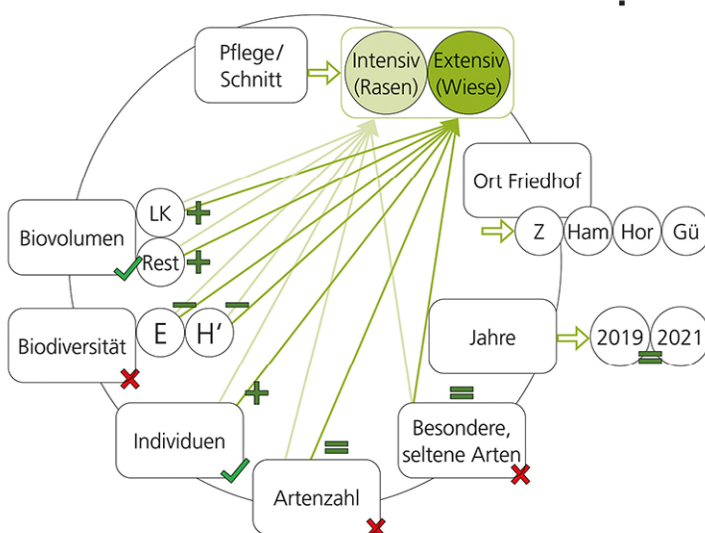 Pflege/
Schnitt
Intensiv
(Rasen)
Extensiv
(Wiese)
Ort Friedhof
Z
Ham
Hor
Gü
Biovolumen
LK
+
Rest
+
Biodiversität
E
–
H‘
–
Jahre
2019
2021
=
Individuen
+
Besondere,
seltene Arten
=
Artenzahl
=